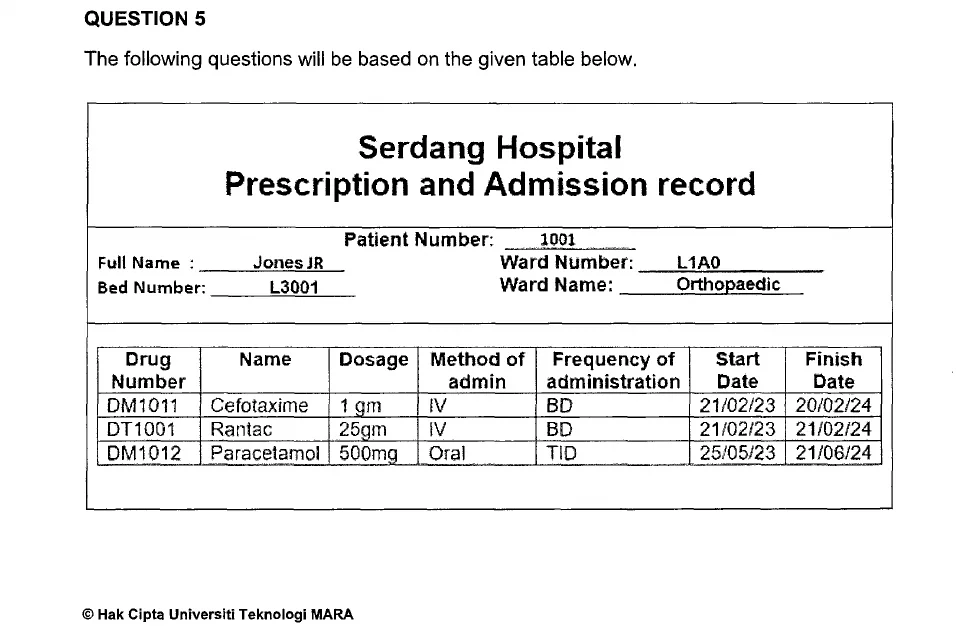 QUESTION 5
The following questions will be based on the given table below.
Serdang Hospital
Prescription and Admission record
Patient Number: 1001
Full Name : Jones JR Ward Number: L1A0
Bed Number: L3001 Ward Name: Orthopaedic
Drug Number Name Dosage Method of admin Frequency of administration Start Date Finish Date
DM1011 Cefotaxime 1 gm IV BD 21/02/23 20/02/24
DT1001 Rantac 25gm IV BD 21/02/23 21/02/24
DM1012 Paracetamol 500mg Oral TID 25/05/23 21/06/24
© Hak Cipta Universiti Teknologi MARA